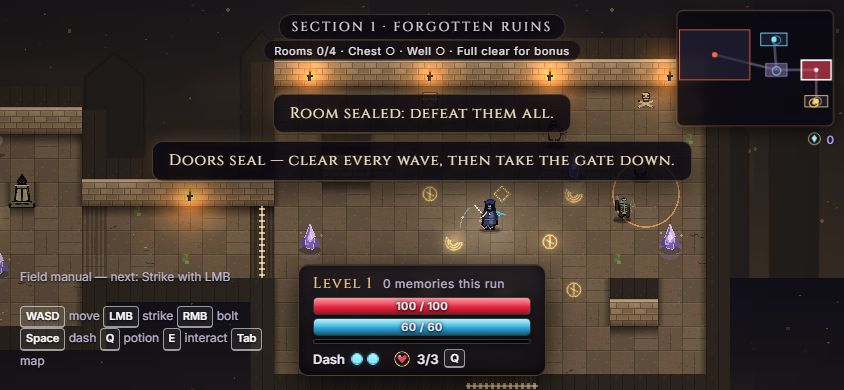 SECTION 1 · FORGOTTEN RUINS
Rooms 0/4 · Chest O · Well O · Full clear for bonus
ROOM SEALED: DEFEAT THEM ALL.
DOORS SEAL — CLEAR EVERY WAVE, THEN TAKE THE GATE DOWN.
0
Field manual — next: Strike with LMB
WASD move LMB strike RMB bolt
Space dash Q potion E interact Tab
map
LEVEL 1 0 memories this run
100 / 100
60 / 60
Dash 3/3 Q